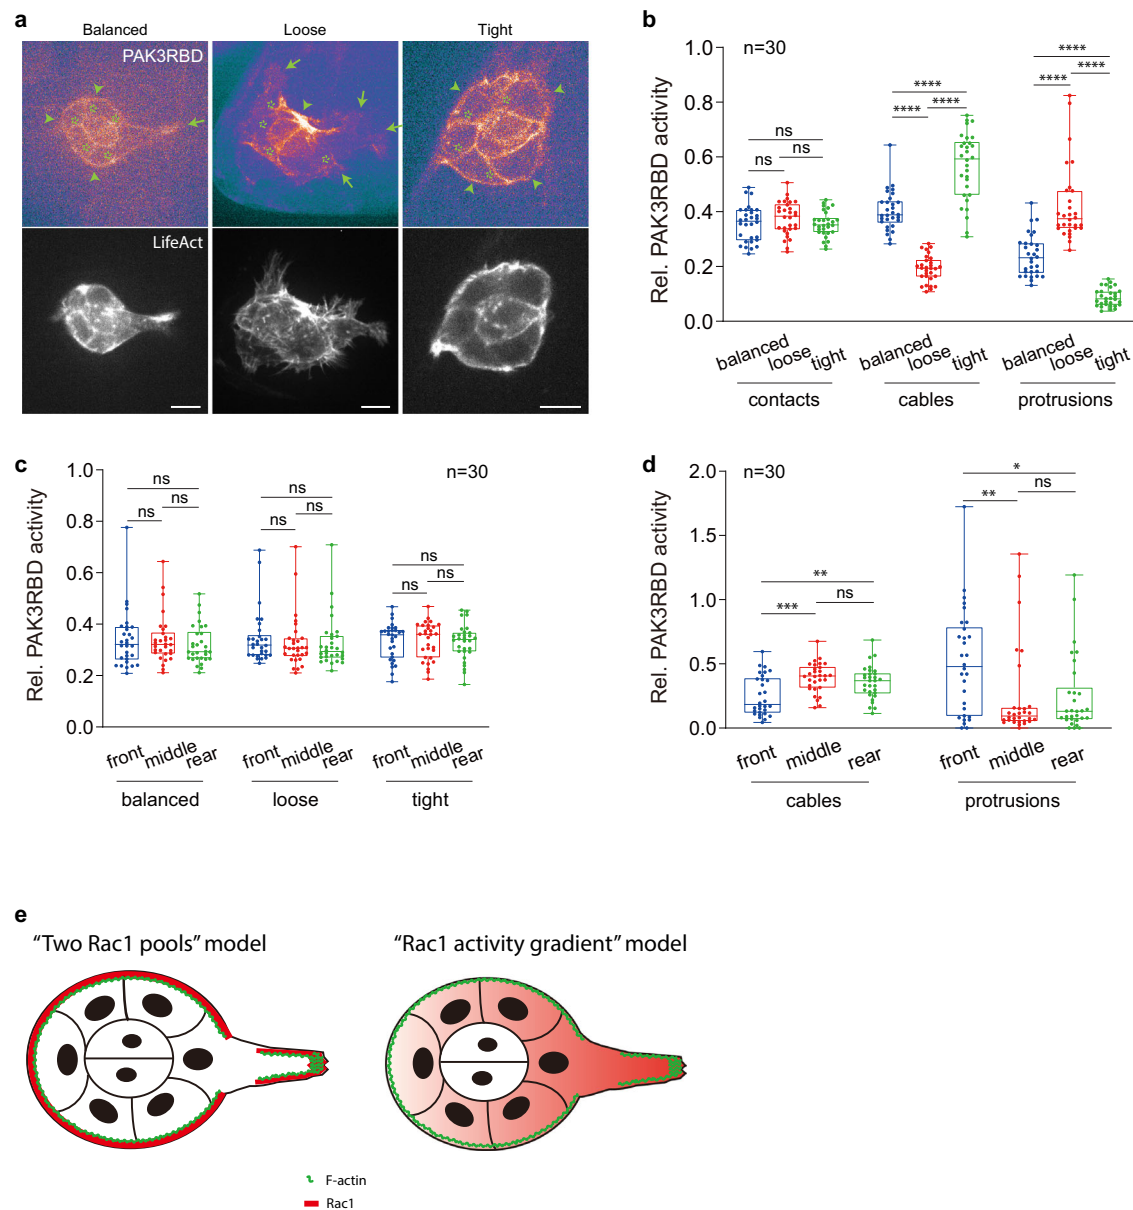 a
Balanced Loose Tight
PAK3RBD
LifeAct
b
n=30
Rel. PAK3RBD activity
1.0
0.8
0.6
0.4
0.2
0.0
ns
ns ns
****
**** ****
****
****
****
balanced loose tight balanced loose tight balanced loose tight
contacts cables protrusions
c
n=30
Rel. PAK3RBD activity
1.0
0.8
0.6
0.4
0.2
0.0
ns
ns
ns
ns
ns
ns
ns
ns
ns
front middle rear front middle rear front middle rear
balanced loose tight
d
n=30
Rel. PAK3RBD activity
2.0
1.5
1.0
0.5
0.0
**
*** ns
*
** ns
front middle rear front middle rear
cables protrusions
e
“Two Rac1 pools” model “Rac1 activity gradient” model
F-actin
Rac1